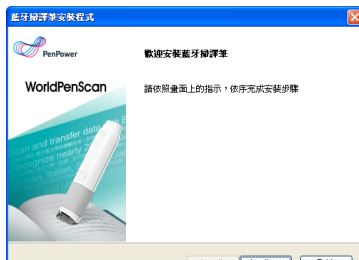 藍牙掃譯筆安裝程式
PenPower
歡迎安裝藍牙掃譯筆
WorldPenScan
請依照畫面上的指示，依序完成安裝步驟
can and transfer data
ecognize nearly 2
Italian